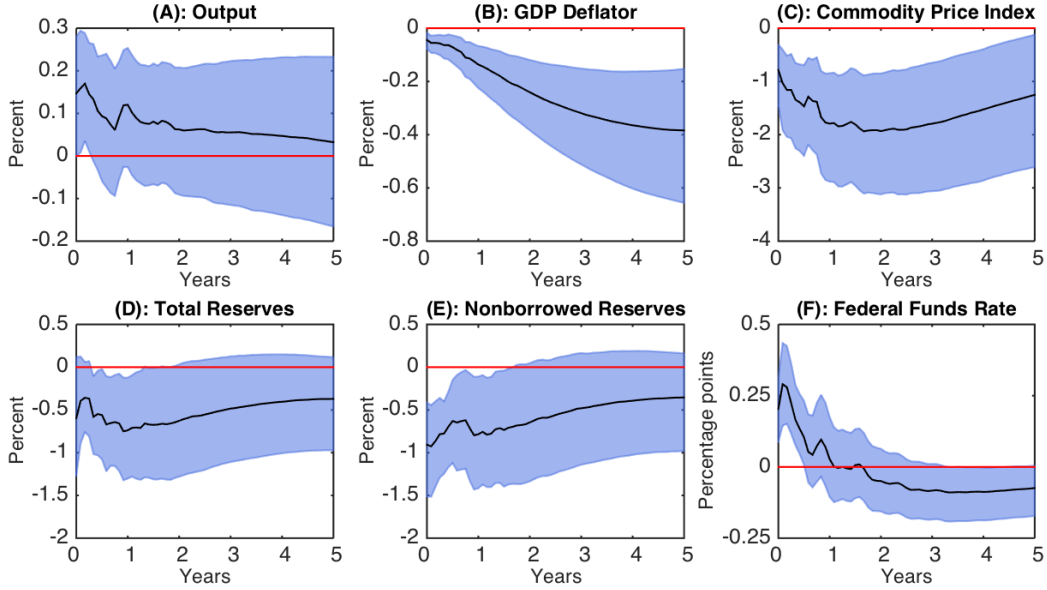 (A): Output
0.3
0.2
0.1
0
-0.1
-0.2
Percent
0 1 2 3 4 5
Years
(B): GDP Deflator
0
-0.2
-0.4
-0.6
-0.8
Percent
0 1 2 3 4 5
Years
(C): Commodity Price Index
0
-1
-2
-3
-4
Percent
0 1 2 3 4 5
Years
(D): Total Reserves
0.5
0
-0.5
-1
-1.5
-2
Percent
0 1 2 3 4 5
Years
(E): Nonborrowed Reserves
0.5
0
-0.5
-1
-1.5
-2
Percent
0 1 2 3 4 5
Years
(F): Federal Funds Rate
0.5
0.25
0
-0.25
Percentage points
0 1 2 3 4 5
Years